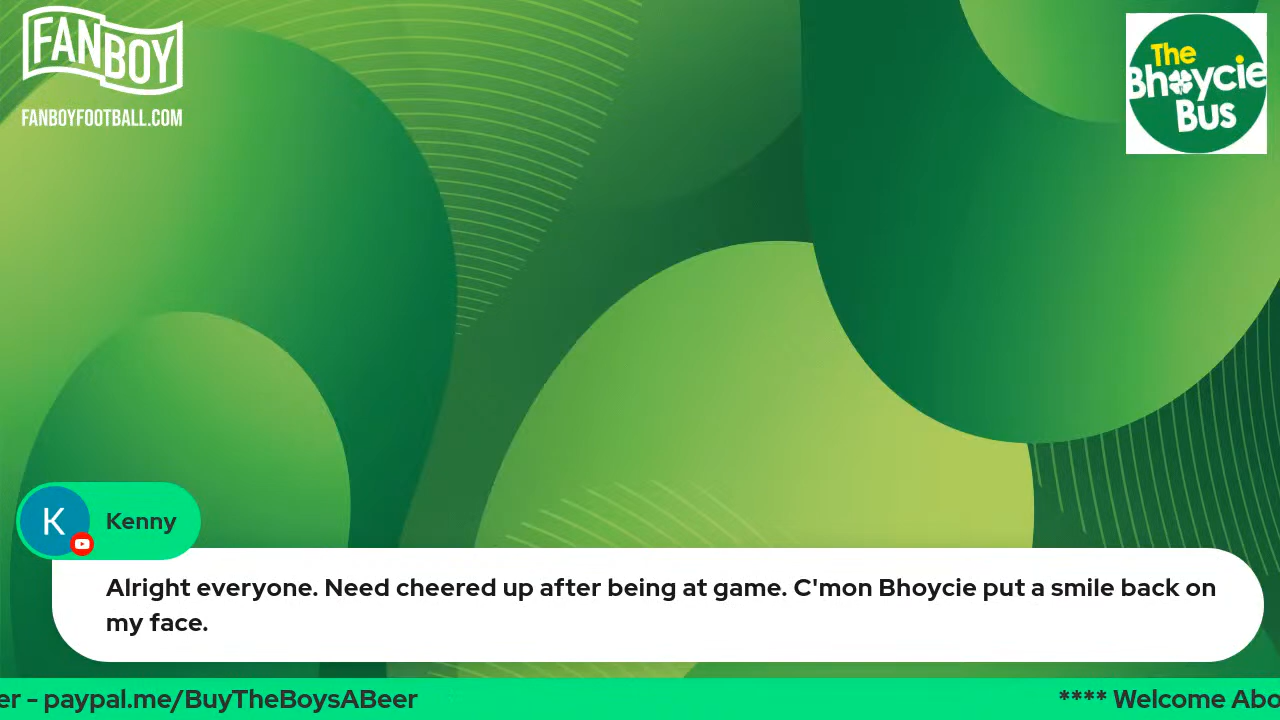 FANBOY
FANBOYFOOTBALL.COM
The
Bhoycie
Bus
K
Kenny
Alright everyone. Need cheered up after being at game. C'mon Bhoycie put a smile back on
my face.
er - paypal.me/BuyTheBoysABeer **** Welcome Abo